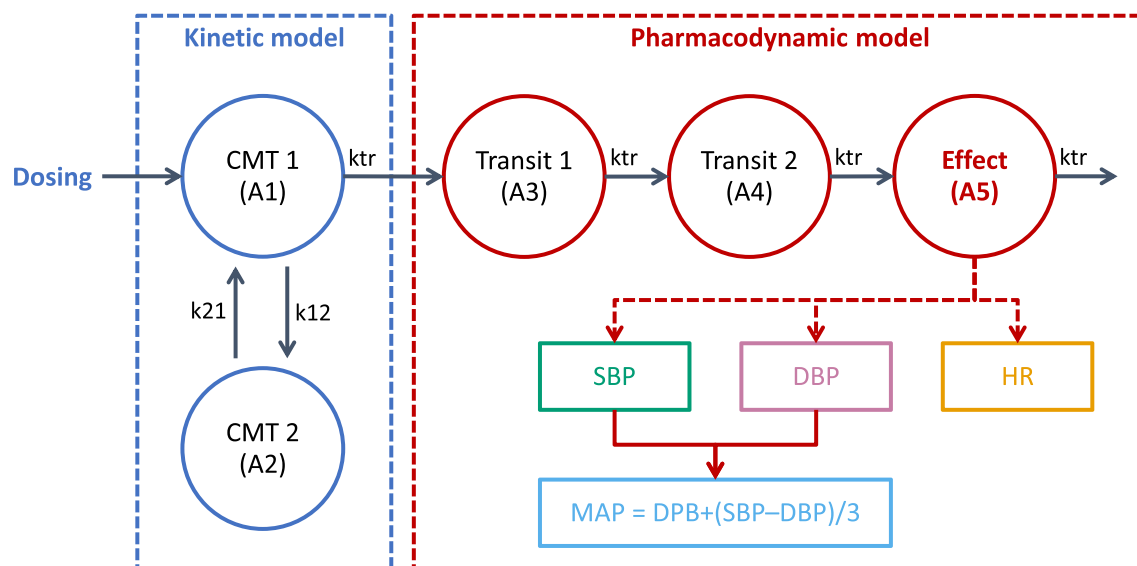 Kinetic model
Pharmacodynamic model
Dosing
CMT 1
(A1)
ktr
Transit 1
(A3)
ktr
Transit 2
(A4)
ktr
Effect
(A5)
ktr
k21
k12
CMT 2
(A2)
SBP
DBP
HR
MAP = DPB+(SBP–DBP)/3